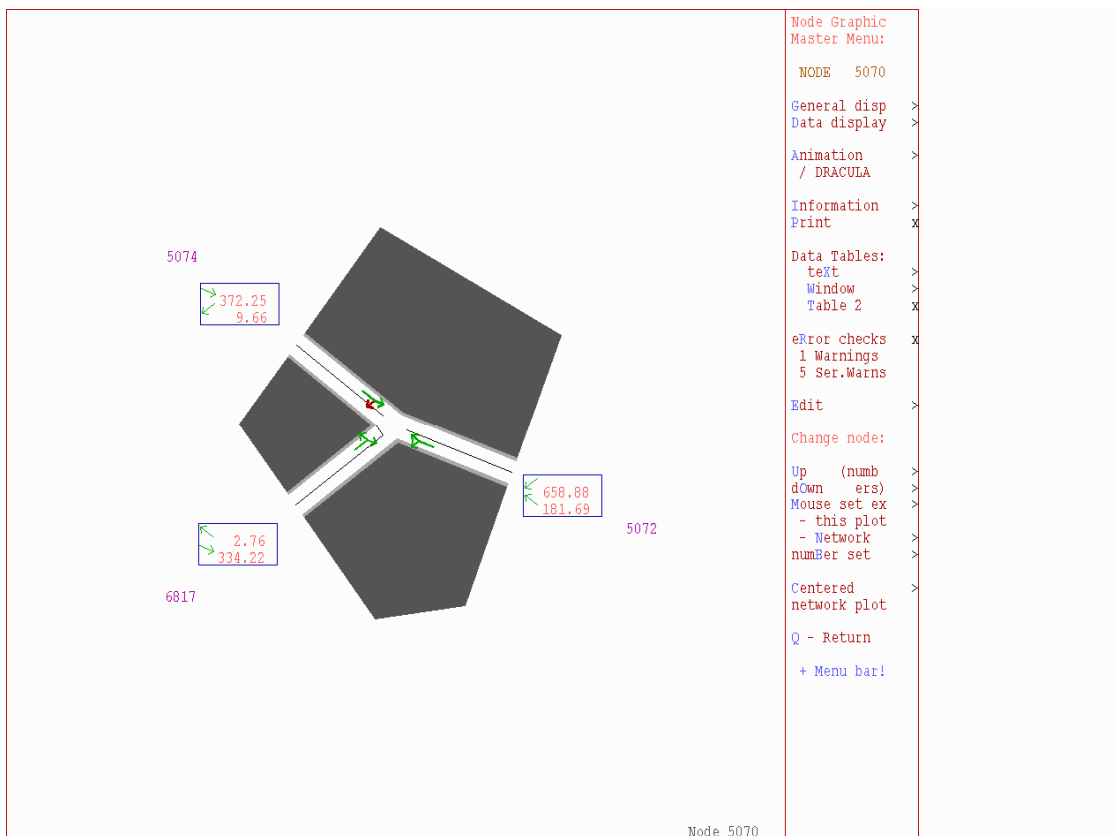 5074
372.25
9.66
658.88
181.69
5072
2.76
334.22
6817
Node 5070
Node Graphic
Master Menu:
NODE 5070
General disp >
Data display >
Animation >
/ DRACULA
Information >
Print x
Data Tables:
teXt >
Window >
Table 2 x
eRror checks x
1 Warnings
5 Ser.Warns
Edit >
Change node:
Up (numb >
dOwn ers) >
Mouse set ex >
- this plot
- Network >
numBer set >
Centered >
network plot
Q - Return
+ Menu bar!